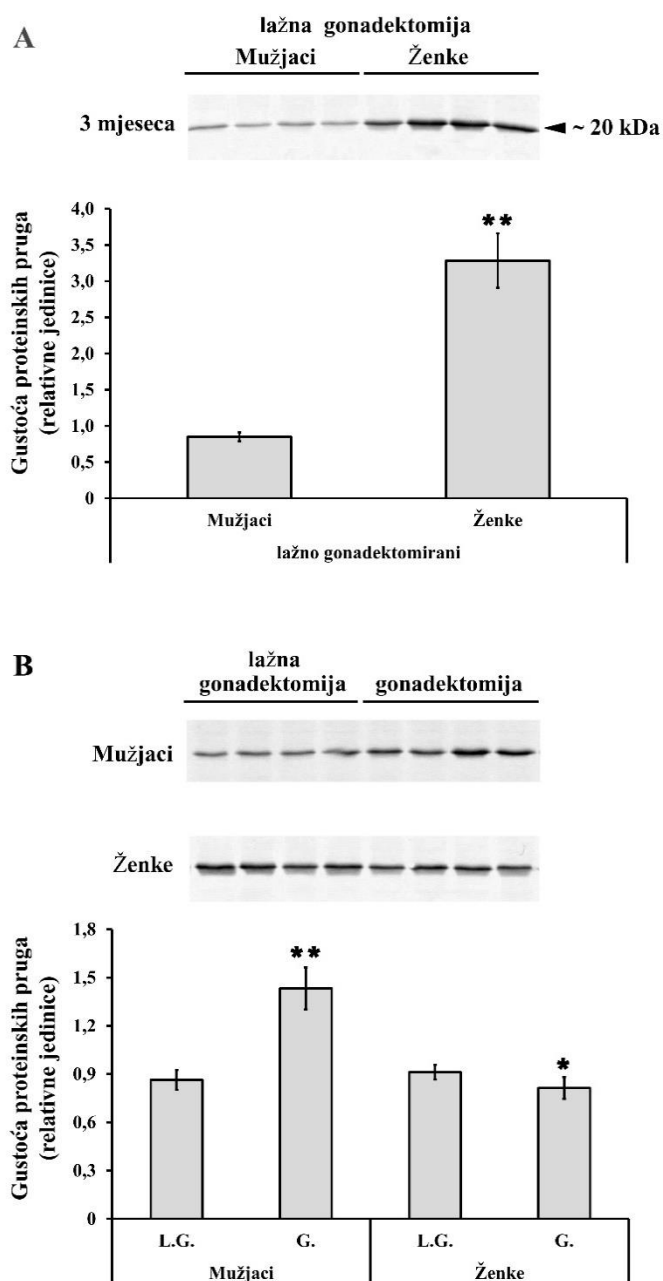 A
lažna gonadektomija
Mužjaci Ženke
3 mjeseca
~ 20 kDa
Gustoća proteinskih pruga
(relativne jedinice)
4,0
3,5
3,0
2,5
2,0
1,5
1,0
0,5
0
**
Mužjaci Ženke
lažno gonadektomirani
B
lažna
gonadektomija gonadektomija
Mužjaci
Ženke
Gustoća proteinskih pruga
(relativne jedinice)
1,8
1,5
1,2
0,9
0,6
0,3
0
**
*
L.G. G. L.G. G.
Mužjaci Ženke